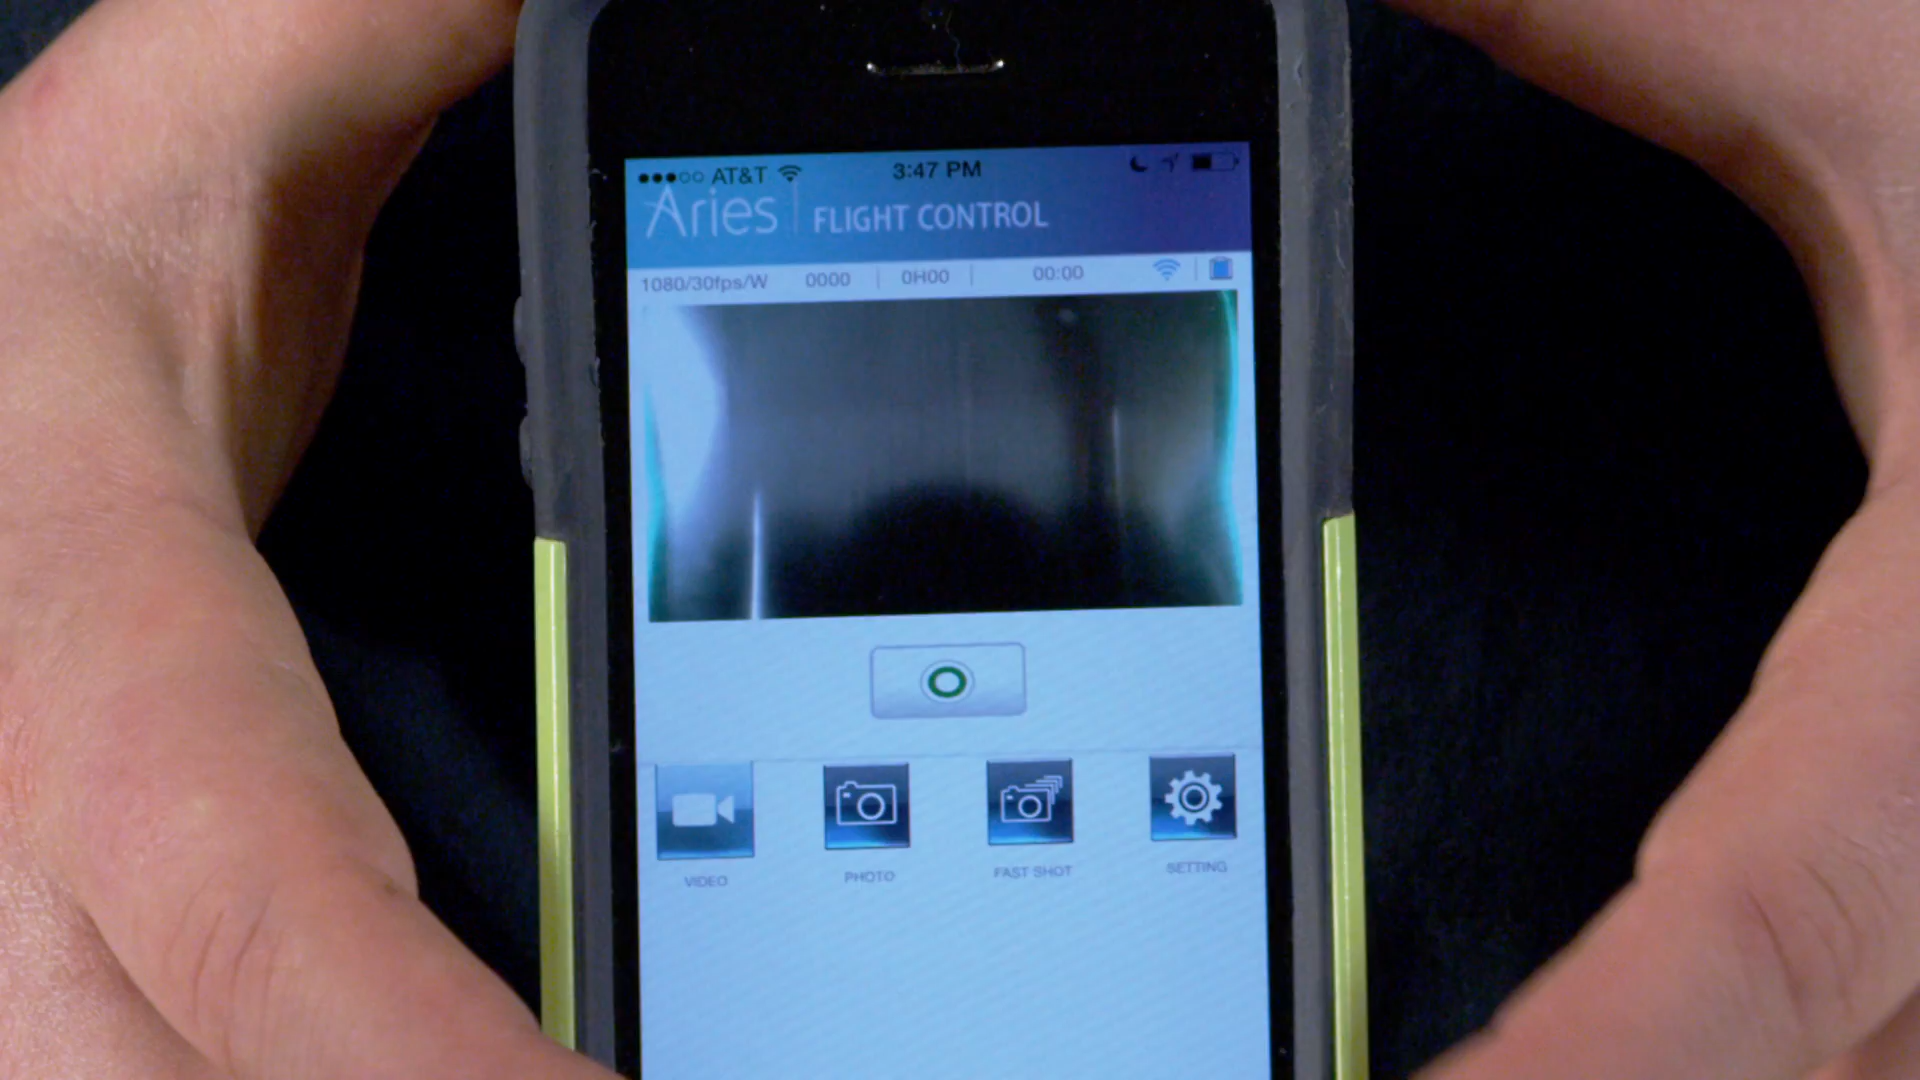 AT&T 3:47 PM
Aries FLIGHT CONTROL
1080/30fps/W 0000 0H00 00:00
VIDEO PHOTO FAST SHOT SETTING